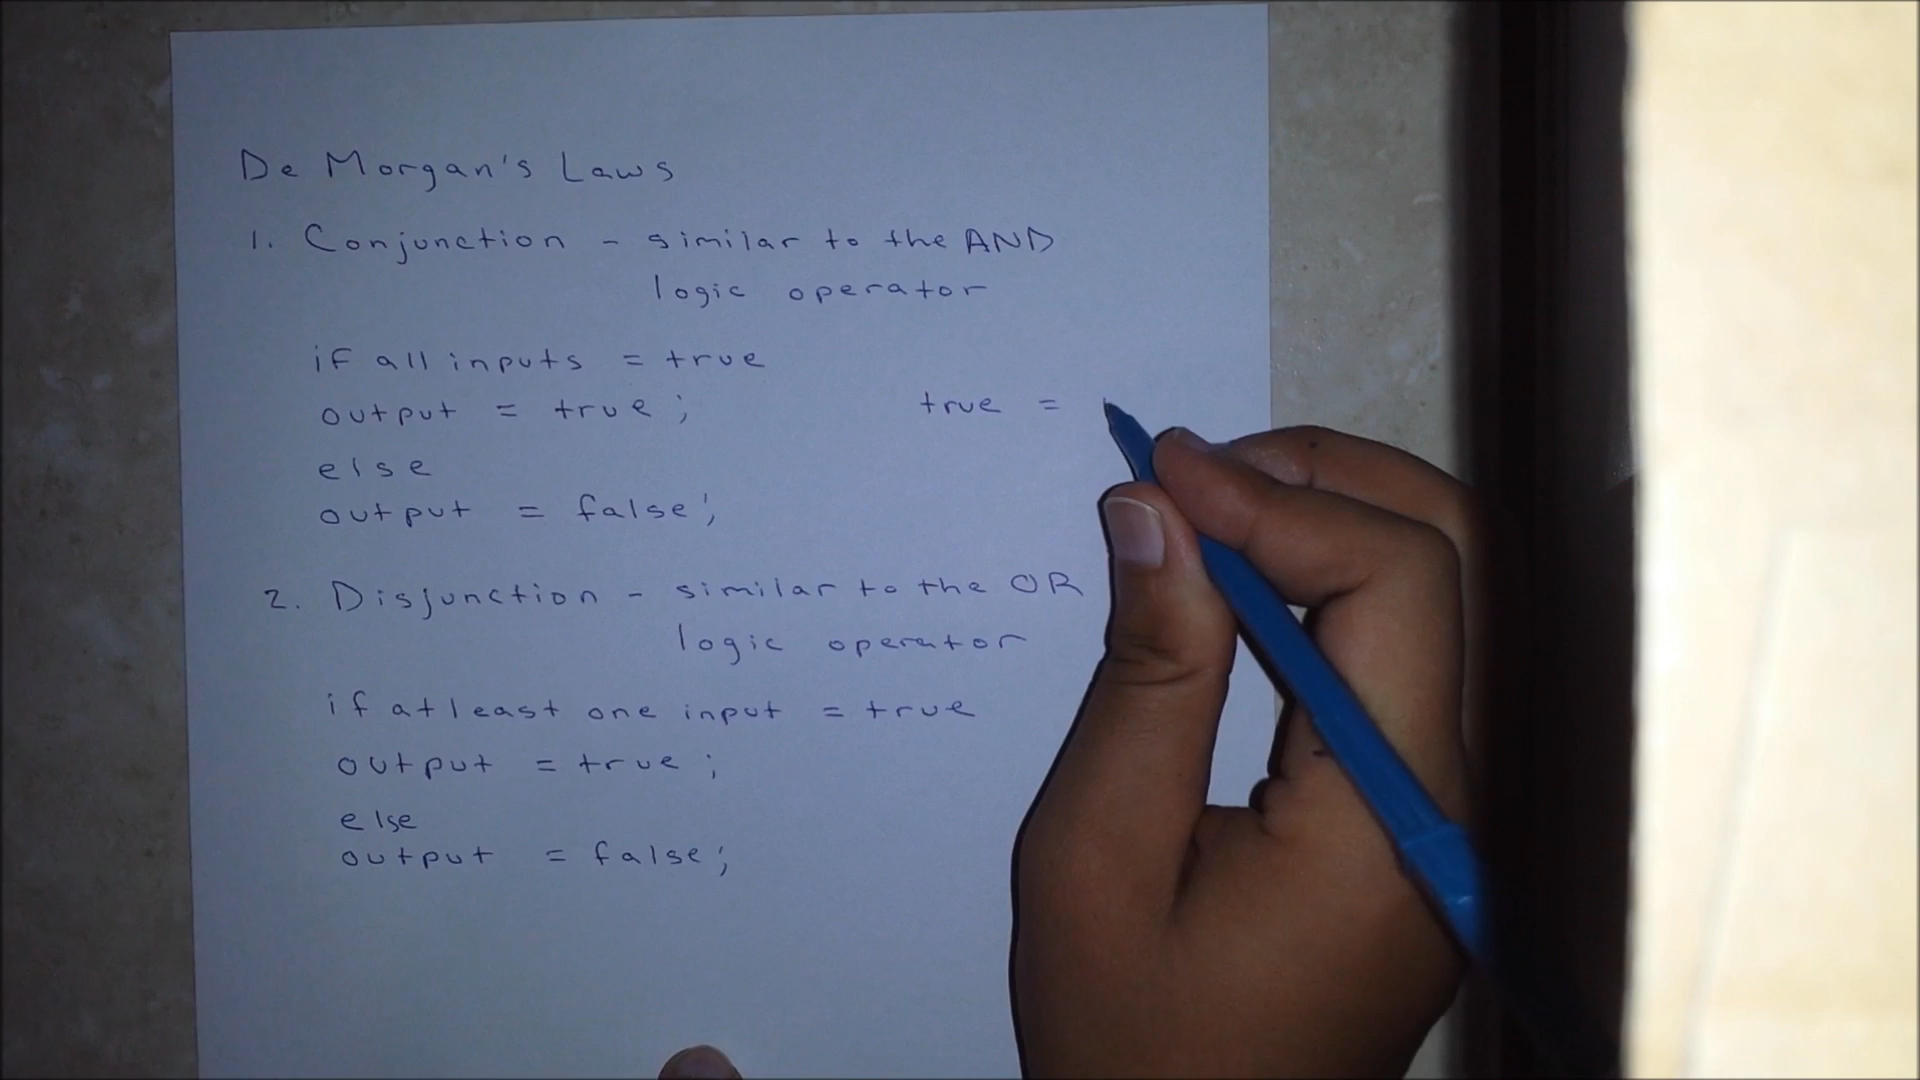 De Morgan's Laws
1. Conjunction - similar to the AND
logic operator
if all inputs = true
output = true ;
true =
else
output = false ;
2. Disjunction - similar to the OR
logic operator
if atleast one input = true
output = true ;
else
output = false ;